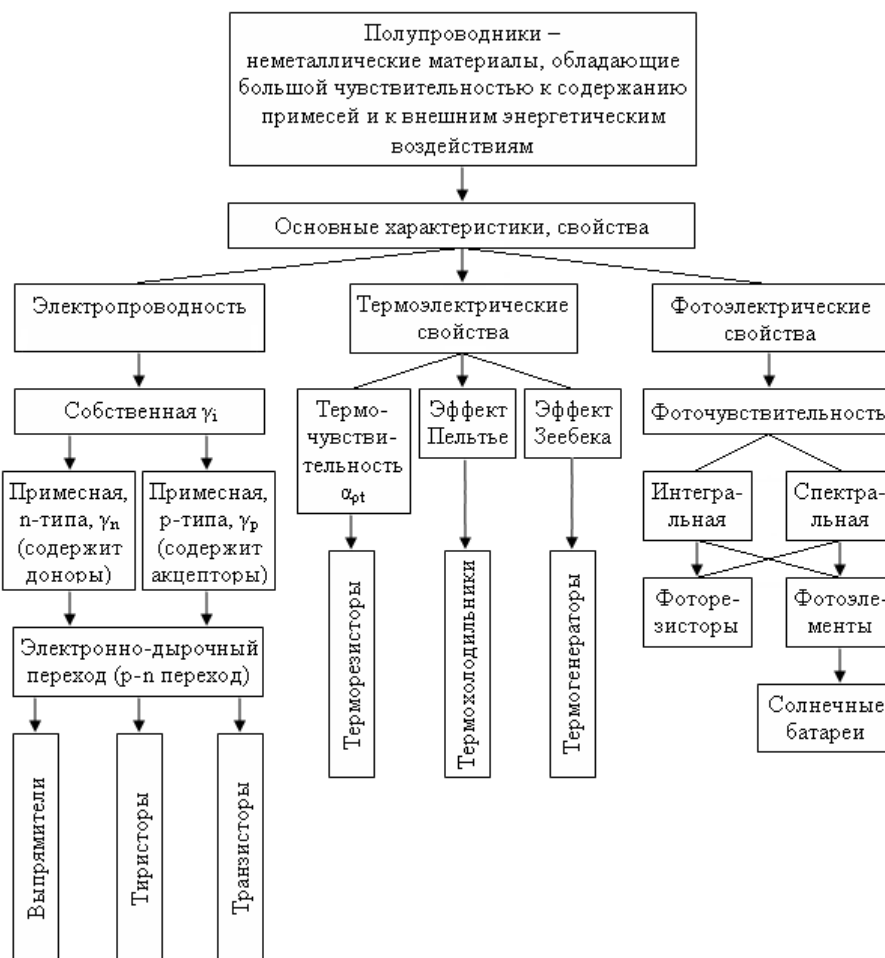 Полупроводники –
неметаллические материалы, обладающие
большой чувствительностью к содержанию
примесей и к внешним энергетическим
воздействиям
Основные характеристики, свойства
Электропроводность
Термоэлектрические
свойства
Фотоэлектрические
свойства
Собственная γi
Термо-
чувстви-
тельность
αρt
Эффект
Пельтье
Эффект
Зеебека
Фоточувствительность
Примесная,
n-типа, γn
(содержит
доноры)
Примесная,
p-типа, γp
(содержит
акцепторы)
Интегра-
льная
Спектра-
льная
Терморезисторы
Термохолодильники
Термогенераторы
Фоторе-
зисторы
Фотоэле-
менты
Электронно-дырочный
переход (p-n переход)
Солнечные
батареи
Выпрямители
Тиристоры
Транзисторы